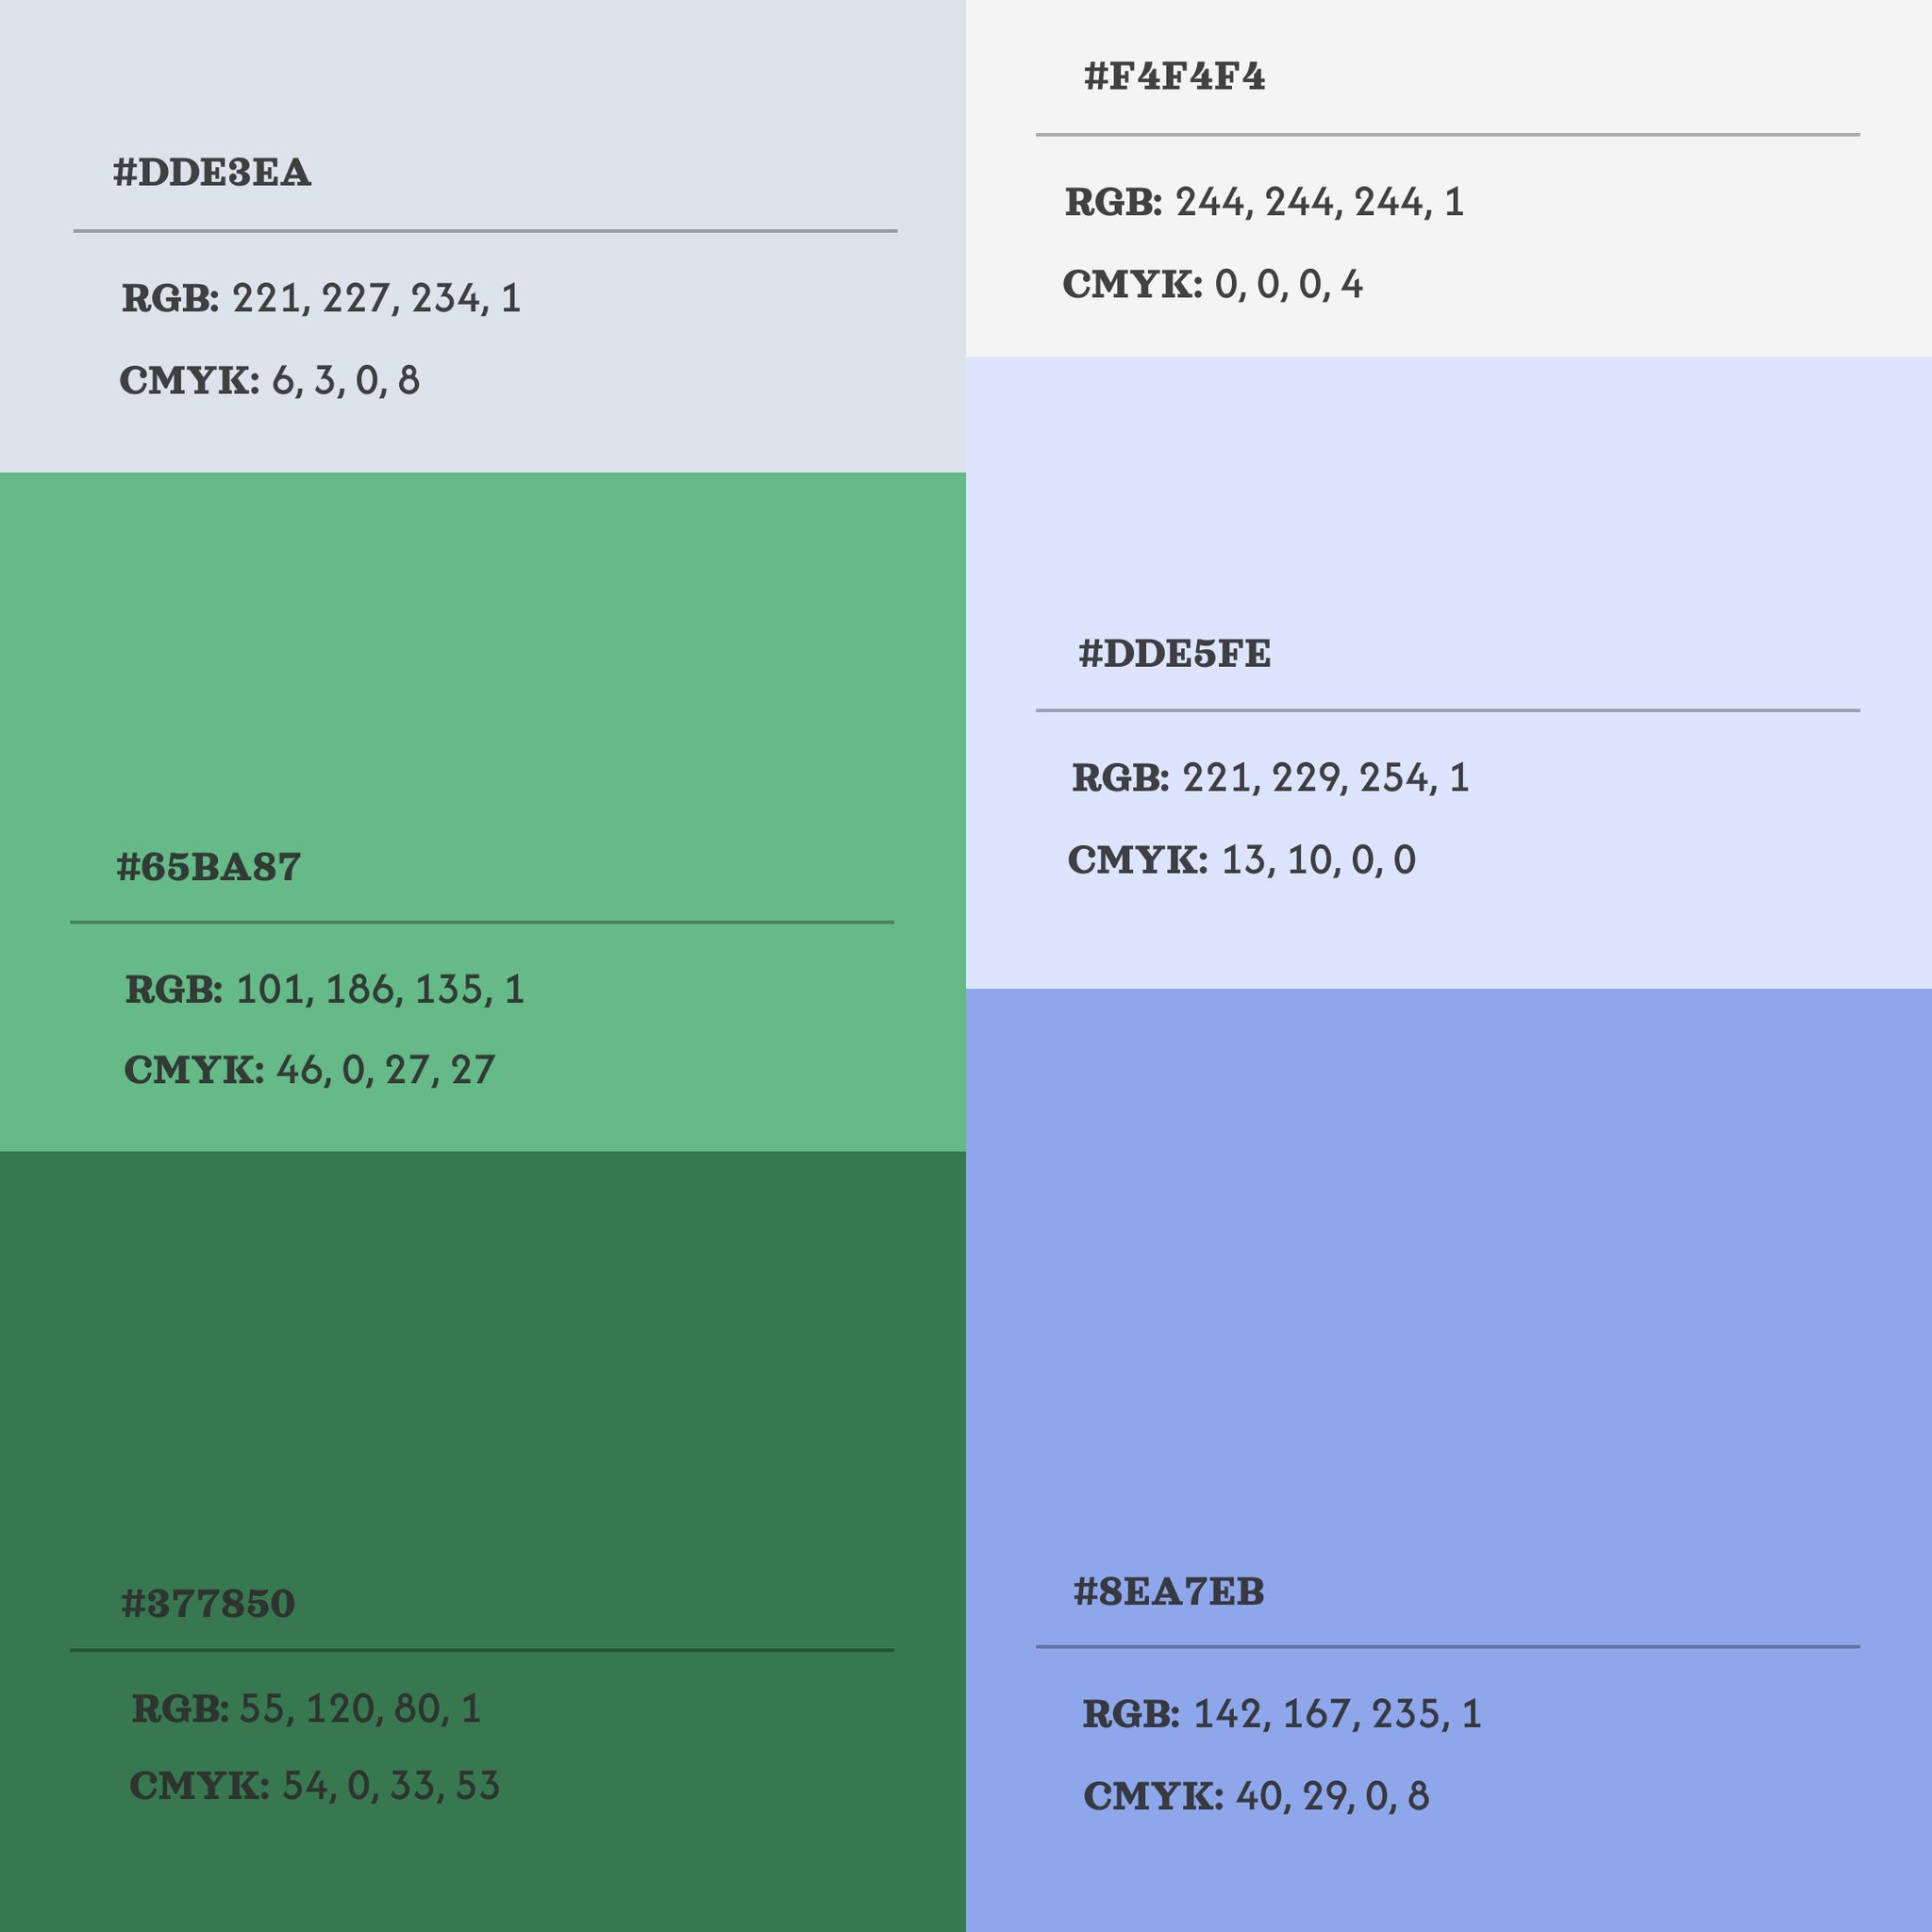 #DDE3EA
RGB: 221, 227, 234, 1
CMYK: 6, 3, 0, 8
#65BA87
RGB: 101, 186, 135, 1
CMYK: 46, 0, 27, 27
#377850
RGB: 55, 120, 80, 1
CMYK: 54, 0, 33, 53
#F4F4F4
RGB: 244, 244, 244, 1
CMYK: 0, 0, 0, 4
#DDE5FE
RGB: 221, 229, 254, 1
CMYK: 13, 10, 0, 0
#8EA7EB
RGB: 142, 167, 235, 1
CMYK: 40, 29, 0, 8